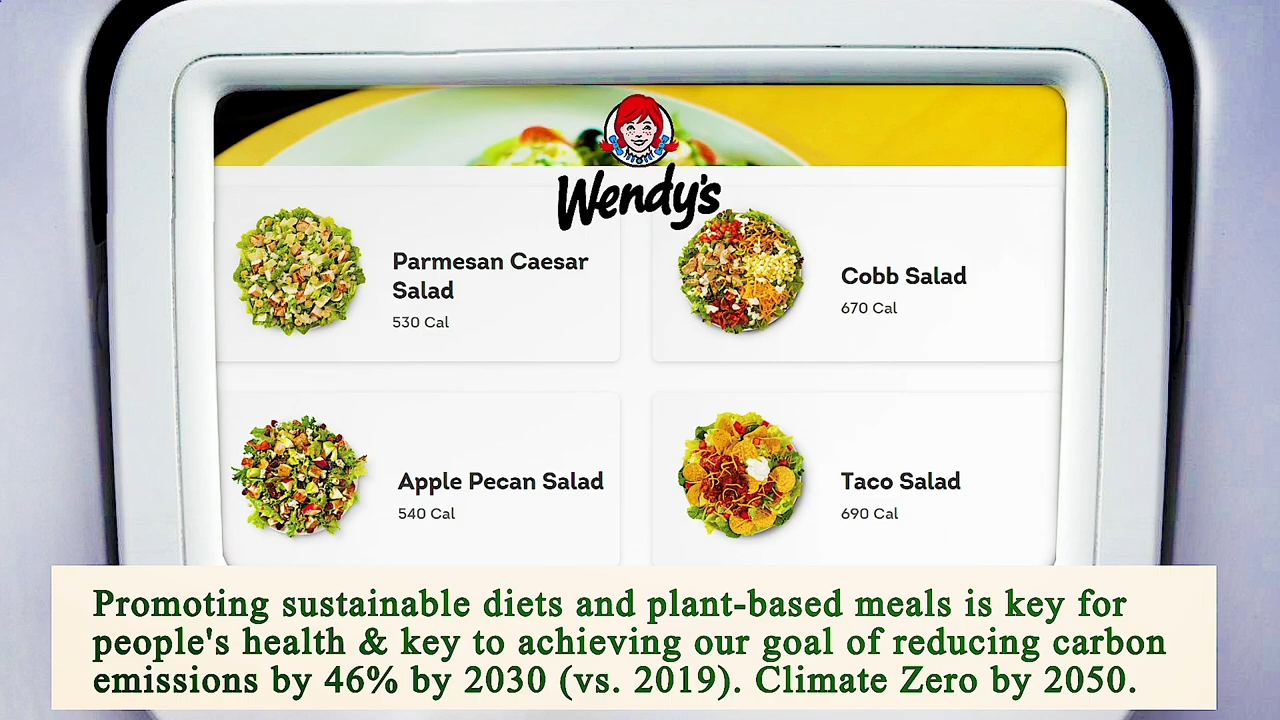 Wendy's
Parmesan Caesar
Salad
530 Cal
Cobb Salad
670 Cal
Apple Pecan Salad
540 Cal
Taco Salad
690 Cal
Promoting sustainable diets and plant-based meals is key for
people's health & key to achieving our goal of reducing carbon
emissions by 46% by 2030 (vs. 2019). Climate Zero by 2050.